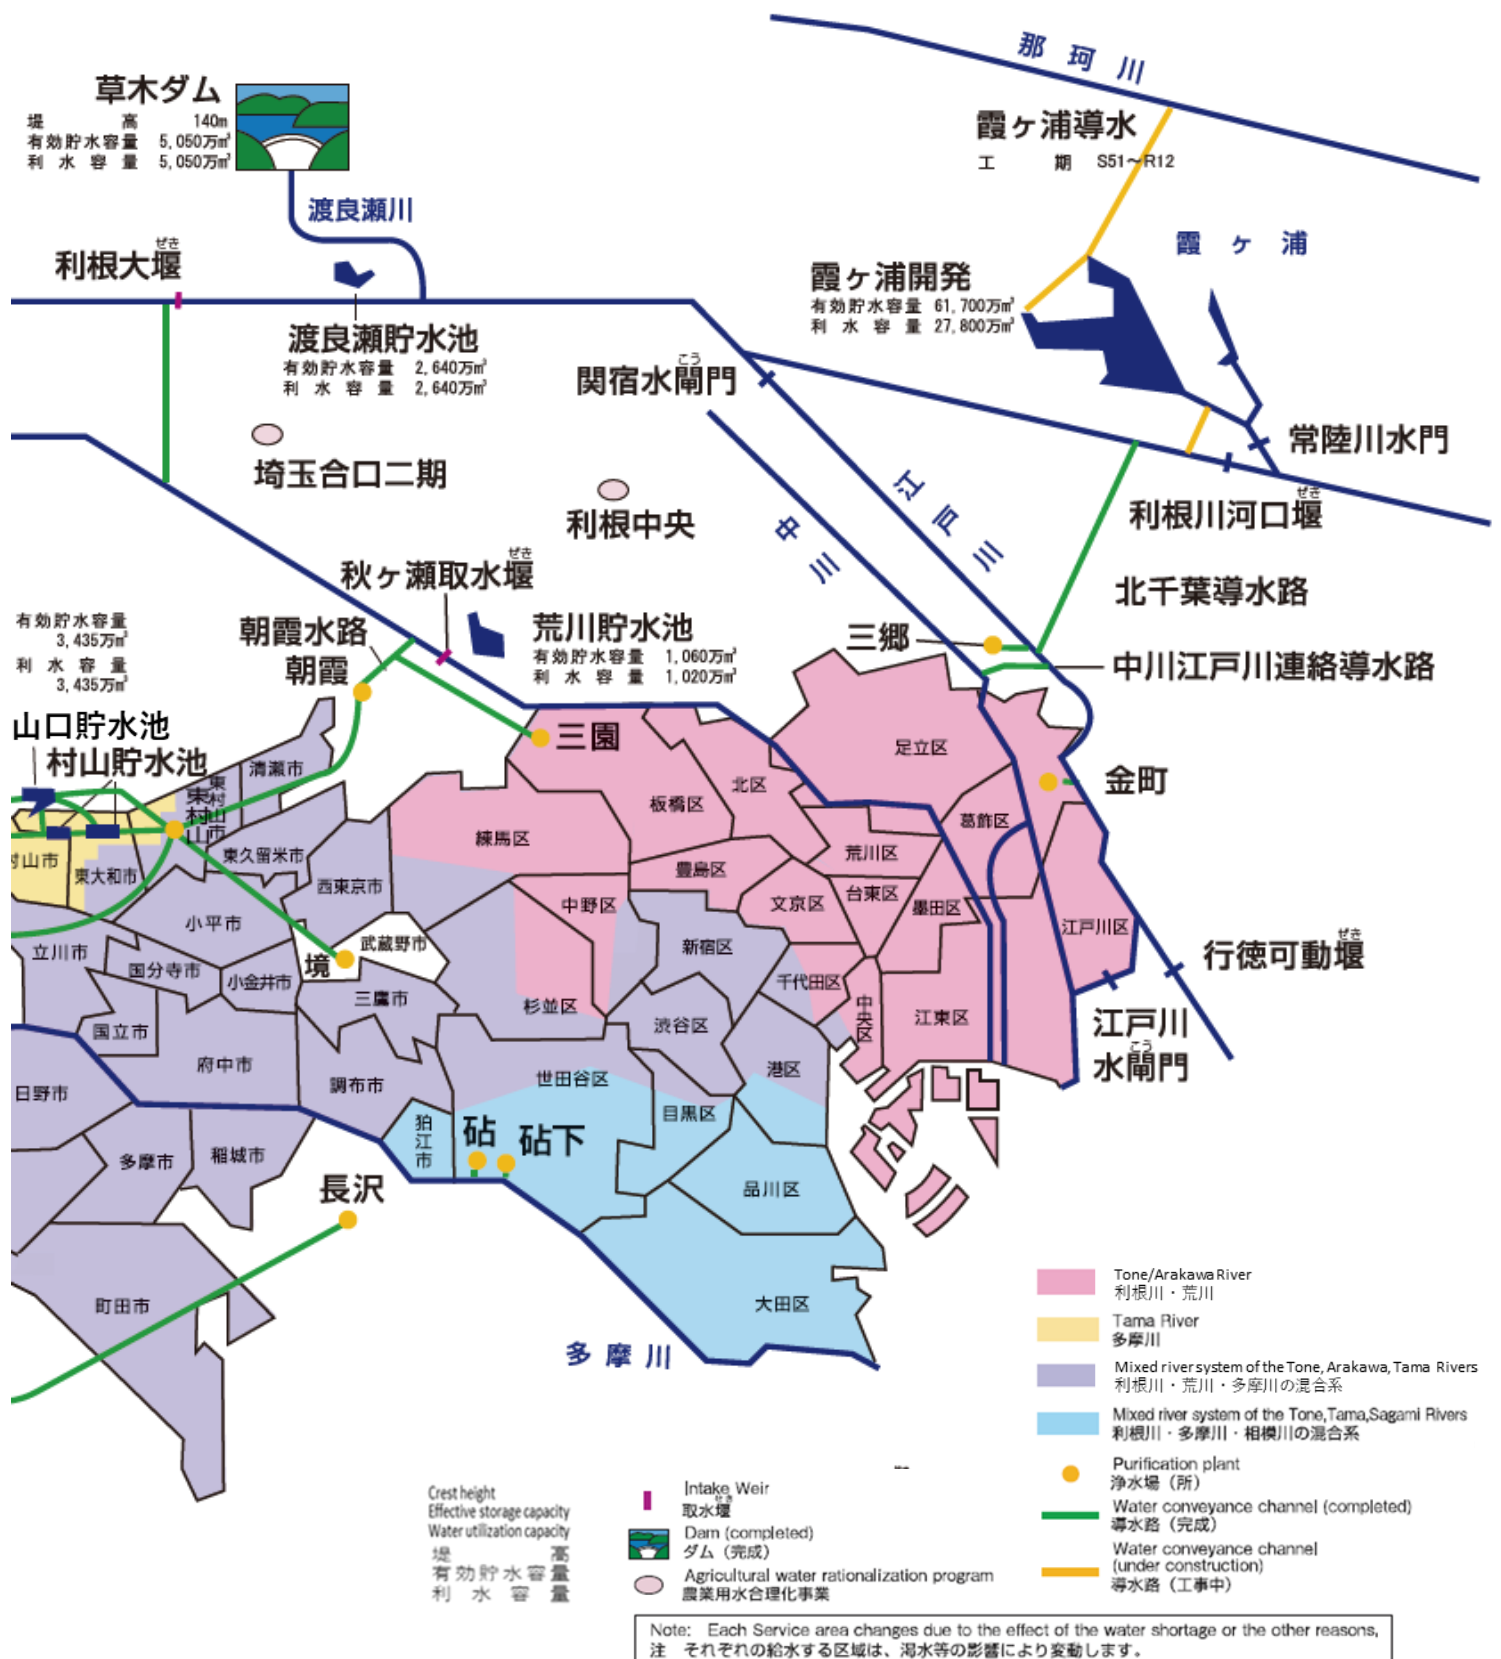 那珂川
草木ダム
堤高 140m
有効貯水容量 5,050万㎥
利水容量 5,050万㎥
霞ヶ浦導水
工期 S51~R12
渡良瀬川
霞ヶ浦
ぜき
利根大堰
霞ヶ浦開発
有効貯水容量 61,700万㎥
利水容量 27,800万㎥
渡良瀬貯水池
有効貯水容量 2,640万㎥
利水容量 2,640万㎥
こう
関宿水閘門
常陸川水門
埼玉合口二期
江戸川
中川
利根中央
ぜき
利根川河口堰
ぜき
秋ヶ瀬取水堰
北千葉導水路
有効貯水容量
3,435万㎥
利水容量
3,435万㎥
朝霞水路
朝霞
荒川貯水池
有効貯水容量 1,060万㎥
利水容量 1,020万㎥
三郷
中川江戸川連絡導水路
山口貯水池
村山貯水池
三園
清瀬市
東村山市
東村山
足立区
北区
板橋区
金町
葛飾区
練馬区
荒川区
村山市
東大和市
東久留米市
西東京市
豊島区
文京区
台東区
墨田区
中野区
小平市
江戸川区
新宿区
武蔵野市
境
立川市
国分寺市
小金井市
三鷹市
千代田区
ぜき
行徳可動堰
杉並区
中央区
江東区
国立市
渋谷区
江戸川
こう
水閘門
府中市
調布市
世田谷区
港区
日野市
目黒区
狛江市
砧
砧下
多摩市
稲城市
長沢
品川区
町田市
大田区
多摩川
Tone/Arakawa River
利根川・荒川
Tama River
多摩川
Mixed river system of the Tone, Arakawa, Tama Rivers
利根川・荒川・多摩川の混合系
Mixed river system of the Tone,Tama,Sagami Rivers
利根川・多摩川・相模川の混合系
Purification plant
浄水場（所）
Water conveyance channel (completed)
導水路（完成）
Water conveyance channel
(under construction)
導水路（工事中）
Crest height
Effective storage capacity
Water utilization capacity
堤高
有効貯水容量
利水容量
Intake Weir
ぜき
取水堰
Dam (completed)
ダム（完成）
Agricultural water rationalization program
農業用水合理化事業
Note: Each Service area changes due to the effect of the water shortage or the other reasons,
注 それぞれの給水する区域は、渇水等の影響により変動します。